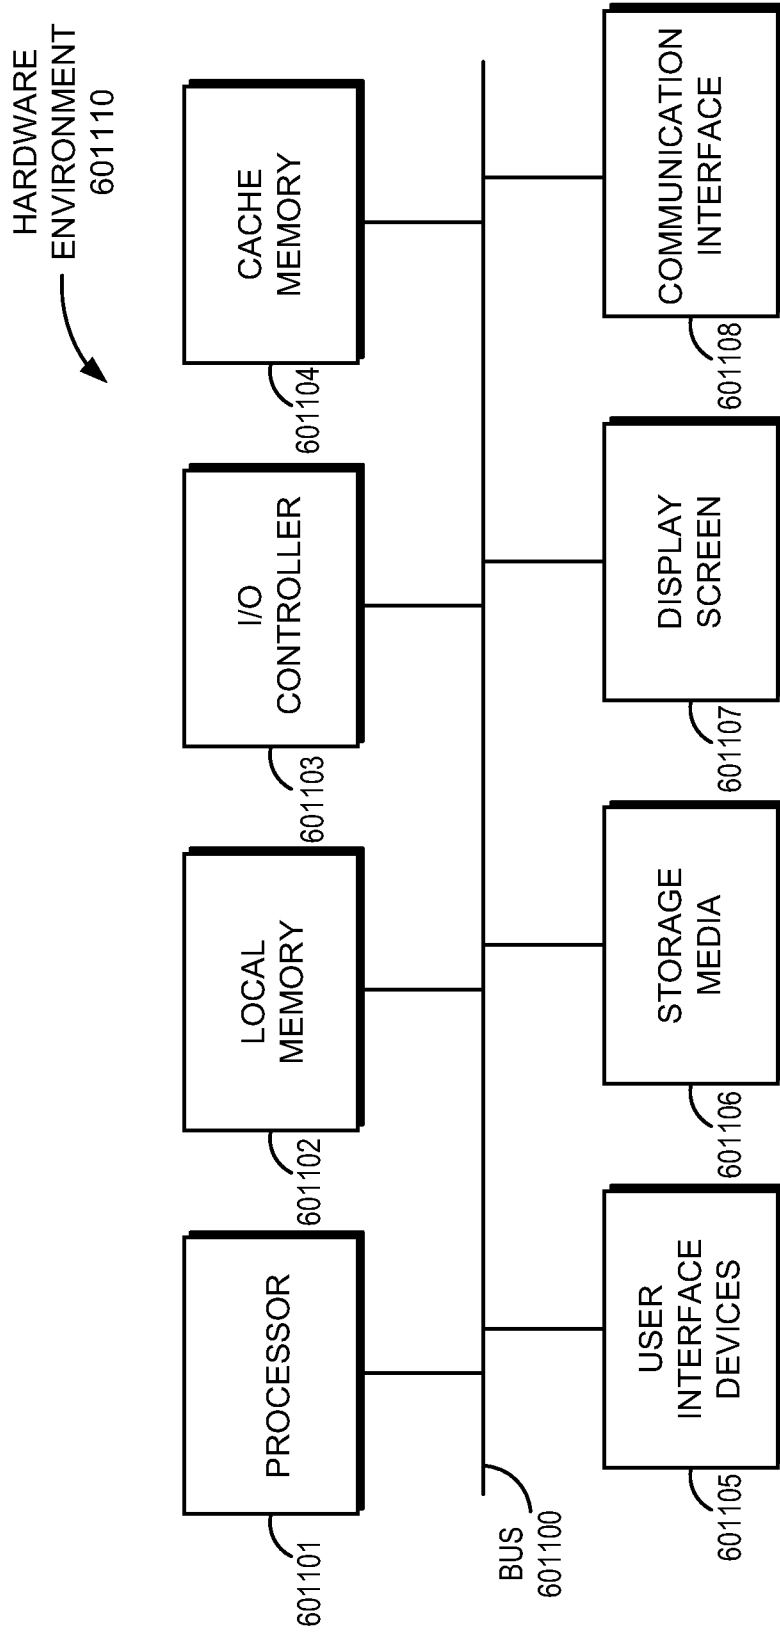 HARDWARE
ENVIRONMENT
601110
PROCESSOR
601101
LOCAL
MEMORY
601102
I/O
CONTROLLER
601103
CACHE
MEMORY
601104
BUS
601100
USER
INTERFACE
DEVICES
601105
STORAGE
MEDIA
601106
DISPLAY
SCREEN
601107
COMMUNICATION
INTERFACE
601108